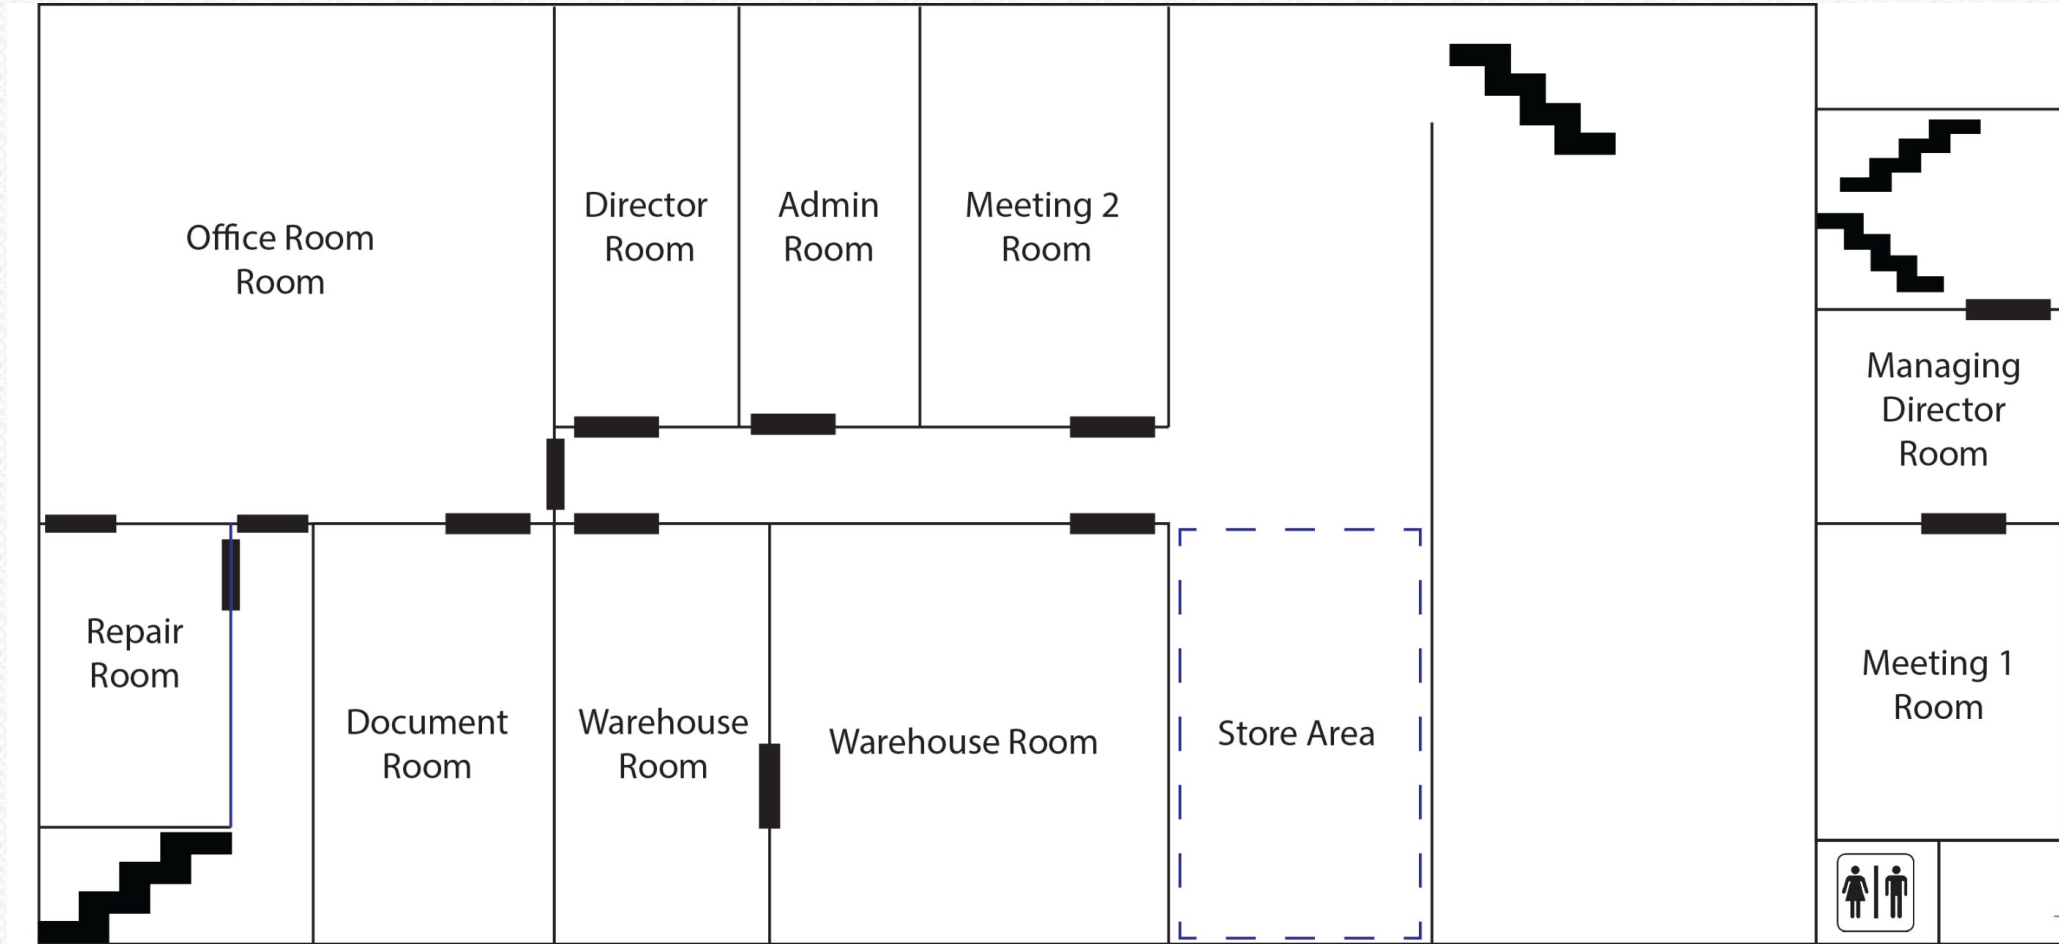 Office Room
Room
Director
Room
Admin
Room
Meeting 2
Room
Managing
Director
Room
Repair
Room
Document
Room
Warehouse
Room
Warehouse Room
Store Area
Meeting 1
Room